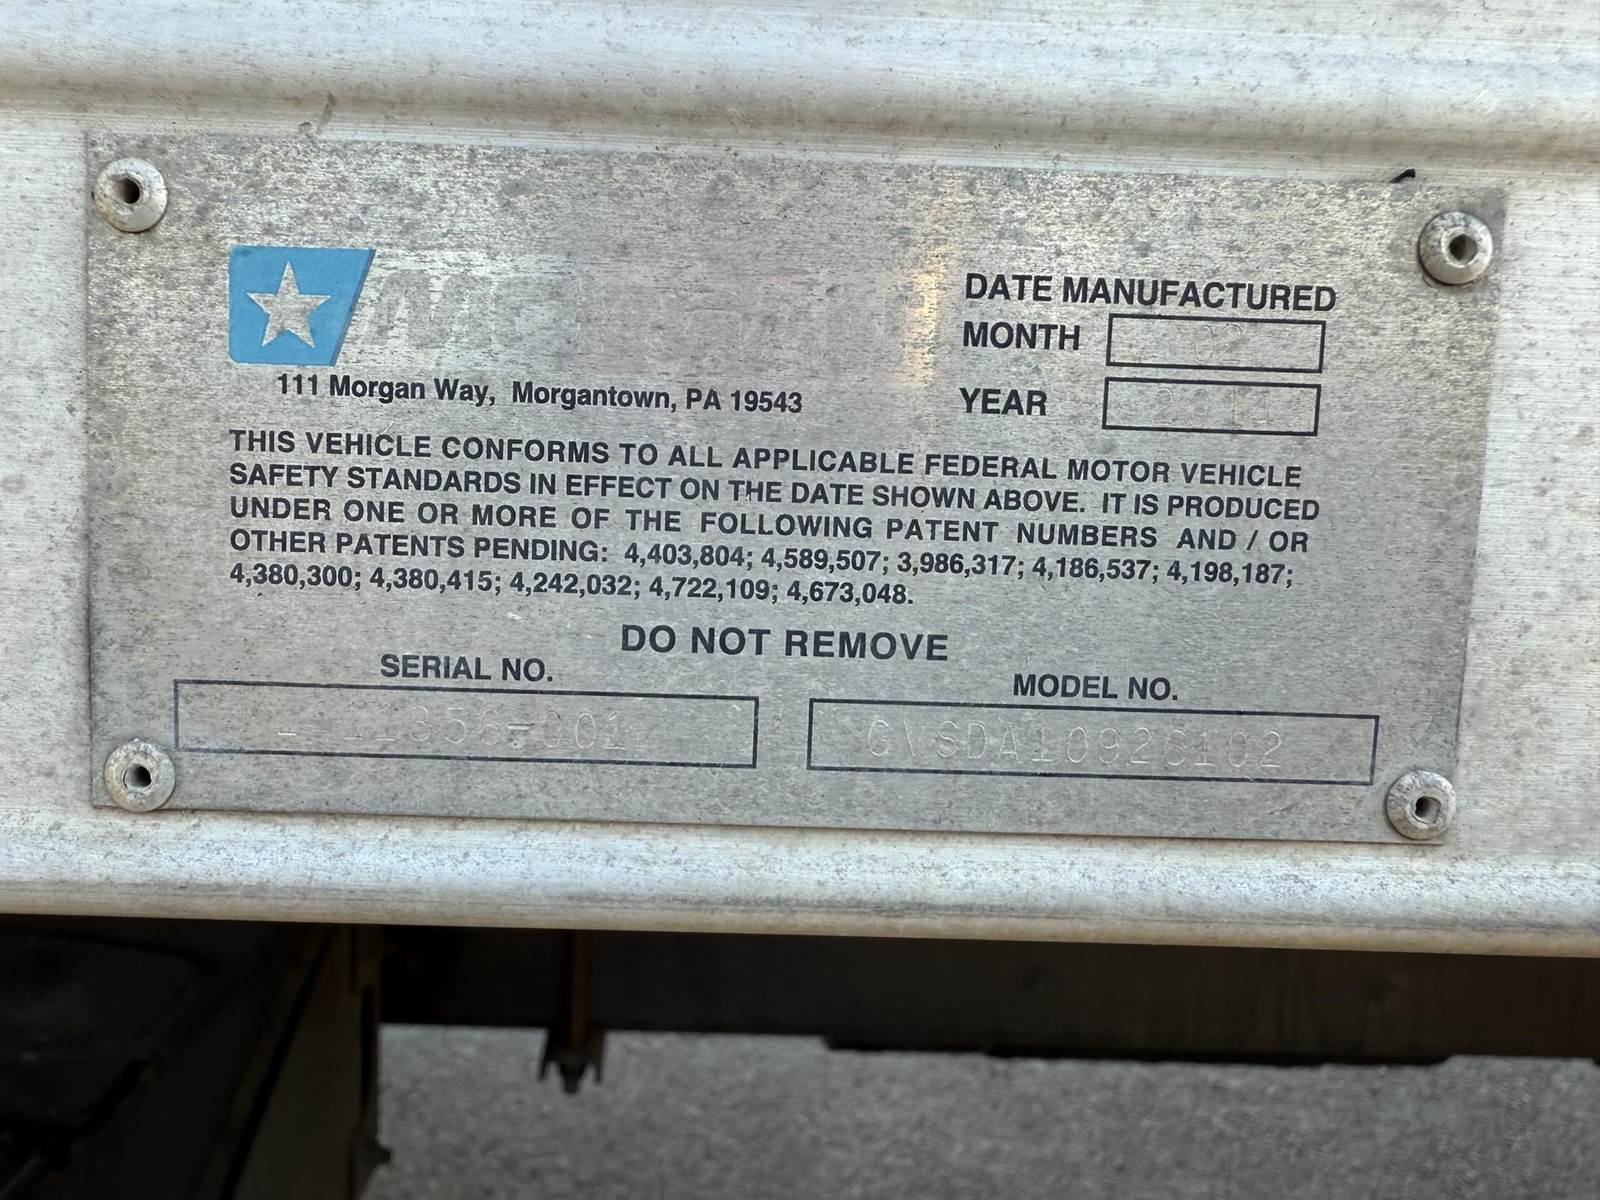 111 Morgan Way, Morgantown, PA 19543
DATE MANUFACTURED
MONTH 02
YEAR 2011
THIS VEHICLE CONFORMS TO ALL APPLICABLE FEDERAL MOTOR VEHICLE
SAFETY STANDARDS IN EFFECT ON THE DATE SHOWN ABOVE. IT IS PRODUCED
UNDER ONE OR MORE OF THE FOLLOWING PATENT NUMBERS AND / OR
OTHER PATENTS PENDING: 4,403,804; 4,589,507; 3,986,317; 4,186,537; 4,198,187;
4,380,300; 4,380,415; 4,242,032; 4,722,109; 4,673,048.
DO NOT REMOVE
SERIAL NO.
MODEL NO.